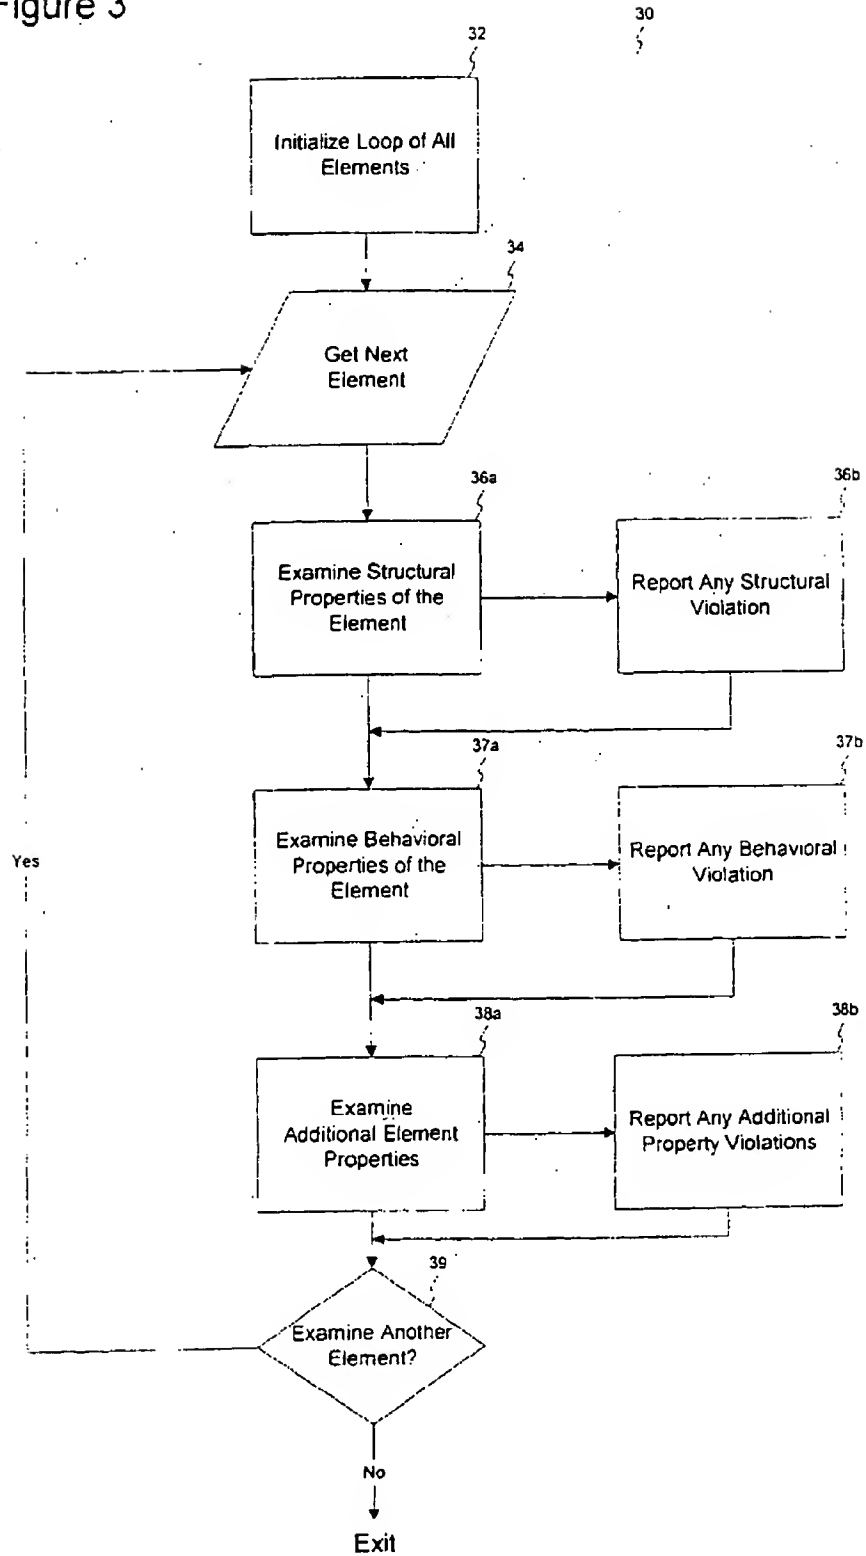 Figure 3
30
32
Initialize Loop of All
Elements
34
Get Next
Element
36a
Examine Structural
Properties of the
Element
36b
Report Any Structural
Violation
37a
Examine Behavioral
Properties of the
Element
37b
Report Any Behavioral
Violation
Yes
38a
Examine
Additional Element
Properties
38b
Report Any Additional
Property Violations
39
Examine Another
Element?
No
Exit